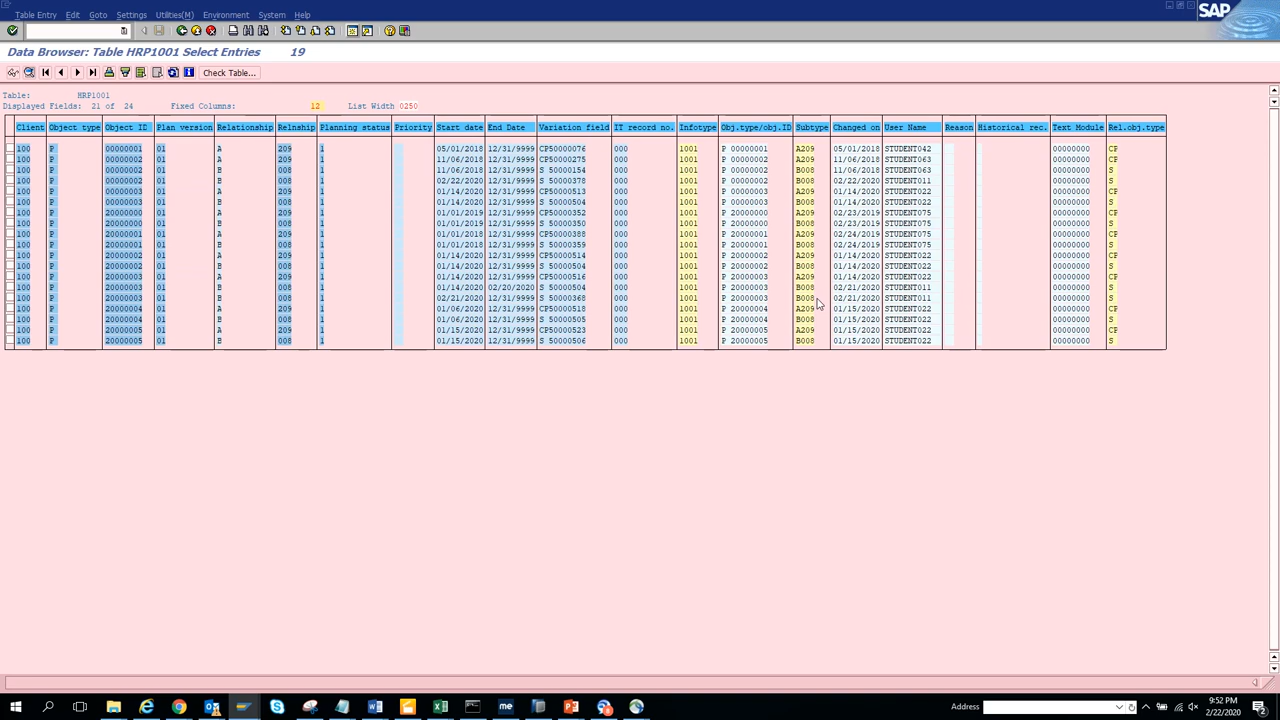 Table Entry Edit Goto Settings Utilities(M) Environment System Help
SAP
Data Browser: Table HRP1001 Select Entries 19
Check Table...
Table: HRP1001
Displayed Fields: 21 of 24 Fixed Columns: 12 List Width 0250
Client Object type Object ID Plan version Relationship Relnship Planning status Priority Start date End Date Variation field IT record no. Infotype Obj.type/obj.ID Subtype Changed on User Name Reason Historical rec. Text Module Rel.obj.type
100 P 00000001 01 A 209 1 05/01/2018 12/31/9999 CP50000076 000 1001 P 00000001 A209 05/01/2018 STUDENT042 00000000 CP
100 P 00000002 01 A 209 1 11/06/2018 12/31/9999 CP50000275 000 1001 P 00000002 A209 11/06/2018 STUDENT063 00000000 CP
100 P 00000002 01 B 008 1 11/06/2018 12/31/9999 S 50000154 000 1001 P 00000002 B008 11/06/2018 STUDENT063 00000000 S
100 P 00000002 01 B 008 1 02/22/2020 12/31/9999 S 50000378 000 1001 P 00000002 B008 02/22/2020 STUDENT011 00000000 S
100 P 00000003 01 A 209 1 01/14/2020 12/31/9999 CP50000513 000 1001 P 00000003 A209 01/14/2020 STUDENT022 00000000 CP
100 P 00000003 01 B 008 1 01/14/2020 12/31/9999 S 50000504 000 1001 P 00000003 B008 01/14/2020 STUDENT022 00000000 S
100 P 20000000 01 A 209 1 01/01/2019 12/31/9999 CP50000352 000 1001 P 20000000 A209 02/23/2019 STUDENT075 00000000 CP
100 P 20000000 01 B 008 1 01/01/2019 12/31/9999 S 50000350 000 1001 P 20000000 B008 02/23/2019 STUDENT075 00000000 S
100 P 20000001 01 A 209 1 01/01/2018 12/31/9999 CP50000388 000 1001 P 20000001 A209 02/24/2019 STUDENT075 00000000 CP
100 P 20000001 01 B 008 1 01/01/2018 12/31/9999 S 50000359 000 1001 P 20000001 B008 02/24/2019 STUDENT075 00000000 S
100 P 20000002 01 A 209 1 01/14/2020 12/31/9999 CP50000514 000 1001 P 20000002 A209 01/14/2020 STUDENT022 00000000 CP
100 P 20000002 01 B 008 1 01/14/2020 12/31/9999 S 50000504 000 1001 P 20000002 B008 01/14/2020 STUDENT022 00000000 S
100 P 20000003 01 A 209 1 01/14/2020 12/31/9999 CP50000516 000 1001 P 20000003 A209 01/14/2020 STUDENT022 00000000 CP
100 P 20000003 01 B 008 1 01/14/2020 02/20/2020 S 50000504 000 1001 P 20000003 B008 02/21/2020 STUDENT011 00000000 S
100 P 20000003 01 B 008 1 02/21/2020 12/31/9999 S 50000368 000 1001 P 20000003 B008 02/21/2020 STUDENT011 00000000 S
100 P 20000004 01 A 209 1 01/06/2020 12/31/9999 CP50000518 000 1001 P 20000004 A209 01/15/2020 STUDENT022 00000000 CP
100 P 20000004 01 B 008 1 01/06/2020 12/31/9999 S 50000505 000 1001 P 20000004 B008 01/15/2020 STUDENT022 00000000 S
100 P 20000005 01 A 209 1 01/15/2020 12/31/9999 CP50000523 000 1001 P 20000005 A209 01/15/2020 STUDENT022 00000000 CP
100 P 20000005 01 B 008 1 01/15/2020 12/31/9999 S 50000506 000 1001 P 20000005 B008 01/15/2020 STUDENT022 00000000 S
me
Address
9:52 PM
2/22/2020
2